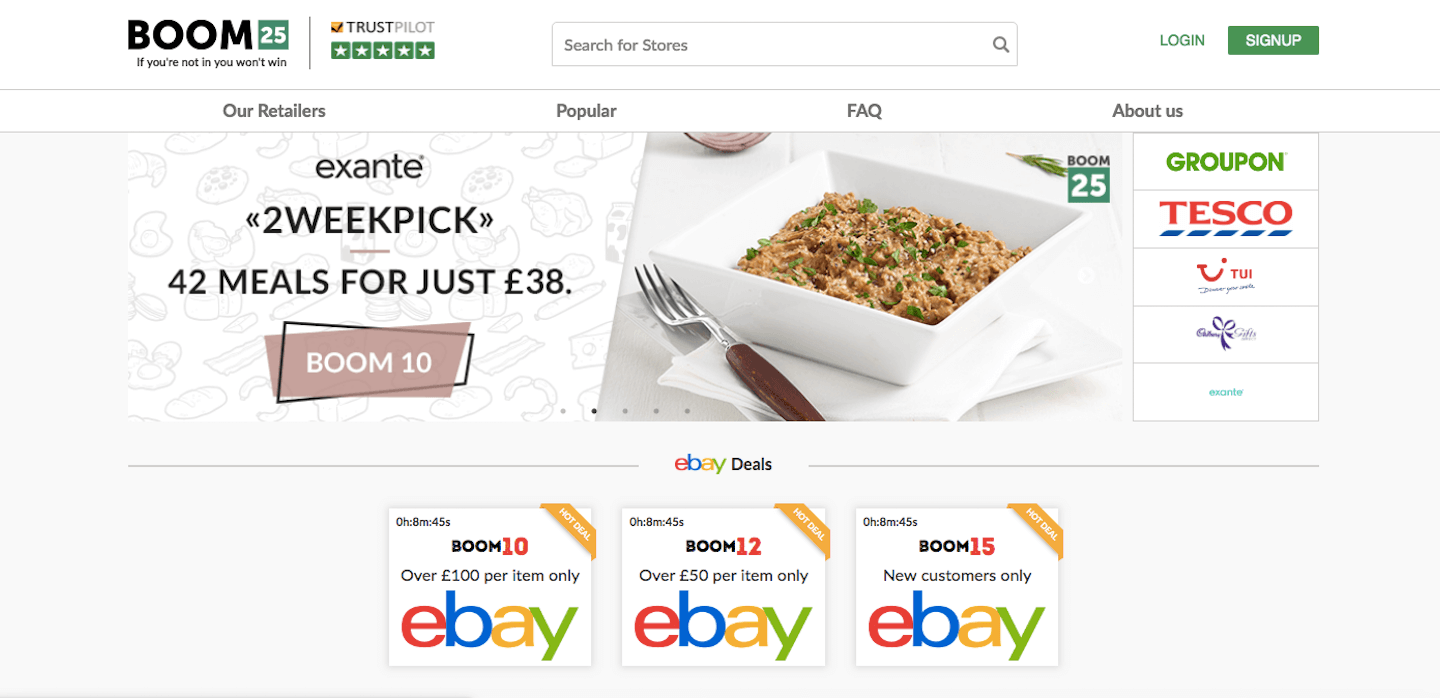 BOOM 25
If you're not in you won't win
TRUSTPILOT
Search for Stores
LOGIN
SIGNUP
Our Retailers
Popular
FAQ
About us
exante®
«2WEEKPICK»
42 MEALS FOR JUST £38.
BOOM 10
BOOM
25
GROUPON
TESCO
TUI
Cadbury Gifts
exante®
ebay Deals
0h:8m:45s
HOT DEAL
BOOM10
Over £100 per item only
ebay
0h:8m:45s
HOT DEAL
BOOM12
Over £50 per item only
ebay
0h:8m:45s
HOT DEAL
BOOM15
New customers only
ebay